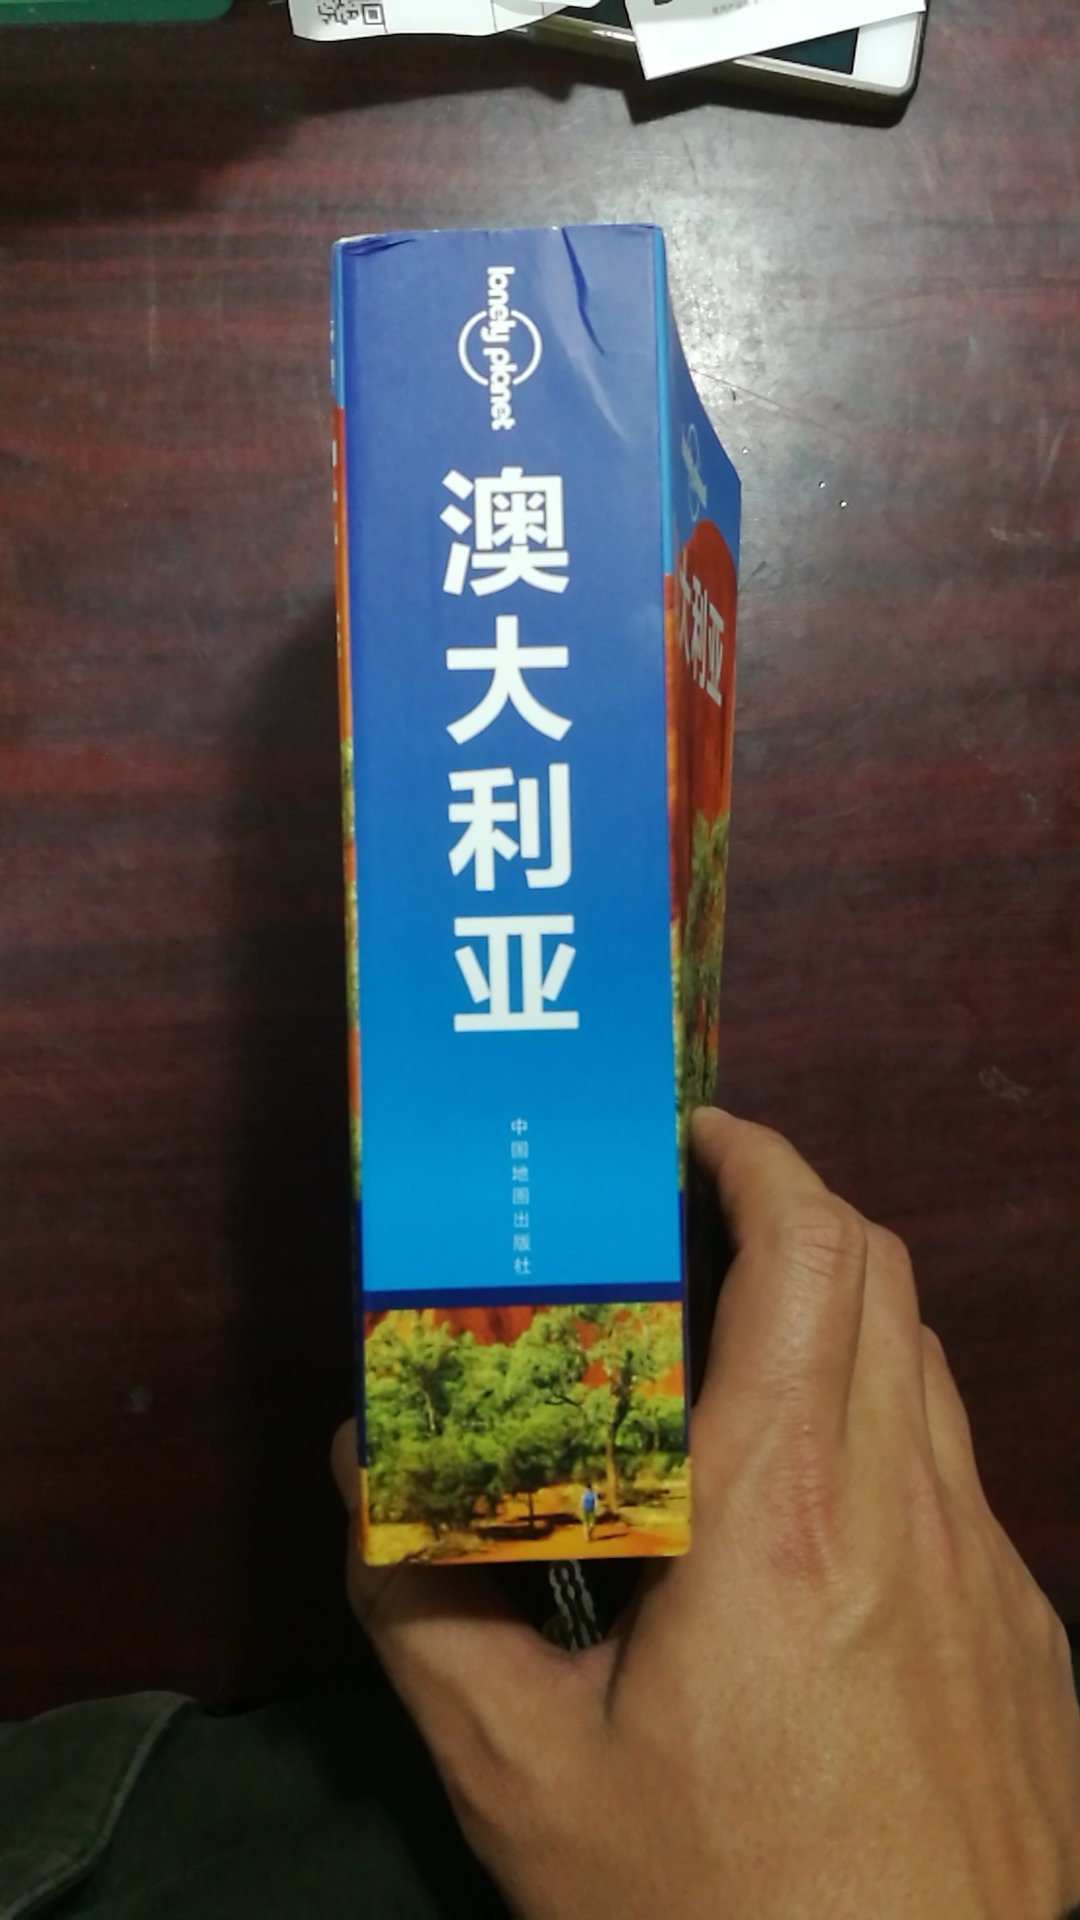 lonely planet
澳大利亚
中国地图出版社
大利亚